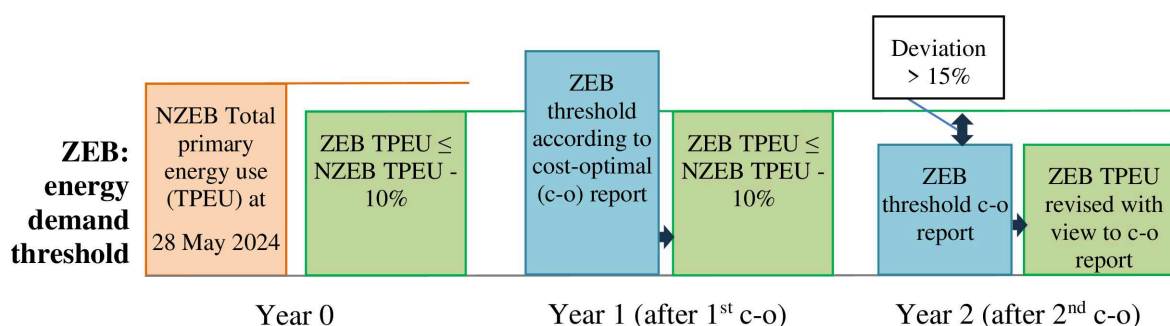 ZEB:
energy
demand
threshold
NZEB Total
primary
energy use
(TPEU) at
28 May 2024
ZEB TPEU ≤
NZEB TPEU -
10%
Year 0
ZEB
threshold
according to
cost-optimal
(c-o) report
ZEB TPEU ≤
NZEB TPEU -
10%
Year 1 (after 1st c-o)
Deviation
> 15%
ZEB
threshold c-o
report
ZEB TPEU
revised with
view to c-o
report
Year 2 (after 2nd c-o)